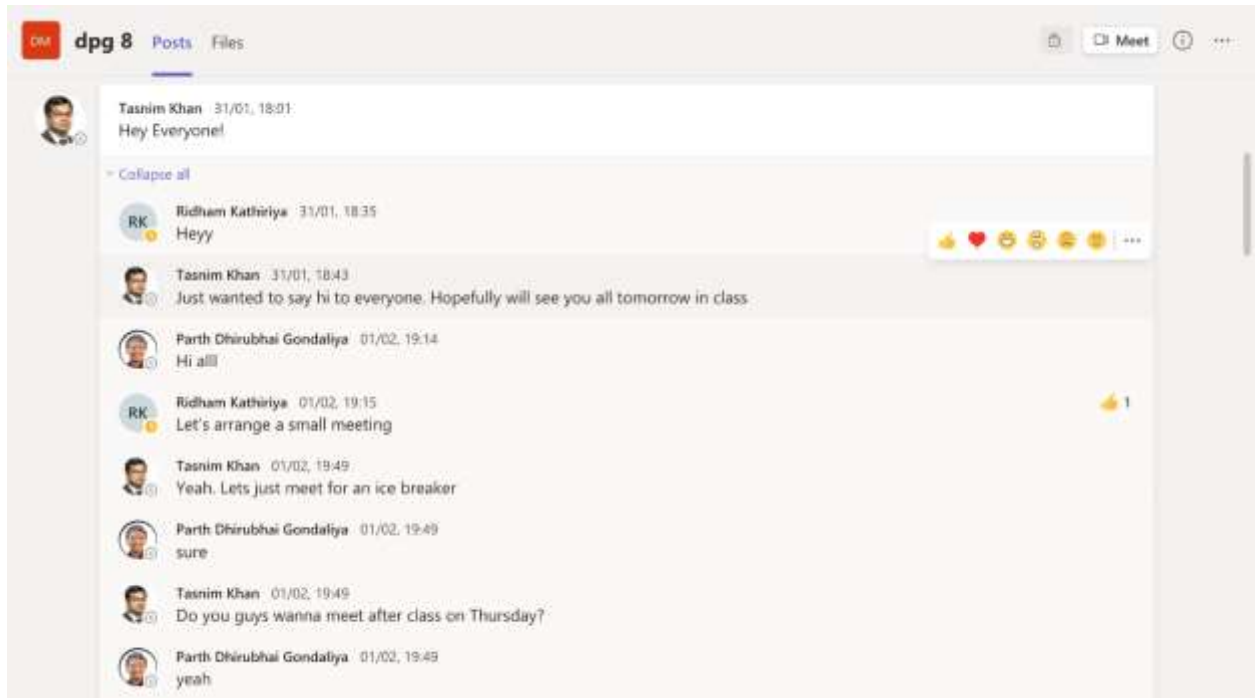 DM
dpg 8 Posts Files
Meet
Tasnim Khan 31/01, 18:01
Hey Everyone!
Collapse all
RK
Ridham Kathiriya 31/01, 18:35
Heyy
Tasnim Khan 31/01, 18:43
Just wanted to say hi to everyone. Hopefully will see you all tomorrow in class
Parth Dhirubhai Gondaliya 01/02, 19:14
Hi alll
RK
Ridham Kathiriya 01/02, 19:15
1
Let's arrange a small meeting
Tasnim Khan 01/02, 19:49
Yeah. Lets just meet for an ice breaker
Parth Dhirubhai Gondaliya 01/02, 19:49
sure
Tasnim Khan 01/02, 19:49
Do you guys wanna meet after class on Thursday?
Parth Dhirubhai Gondaliya 01/02, 19:49
yeah